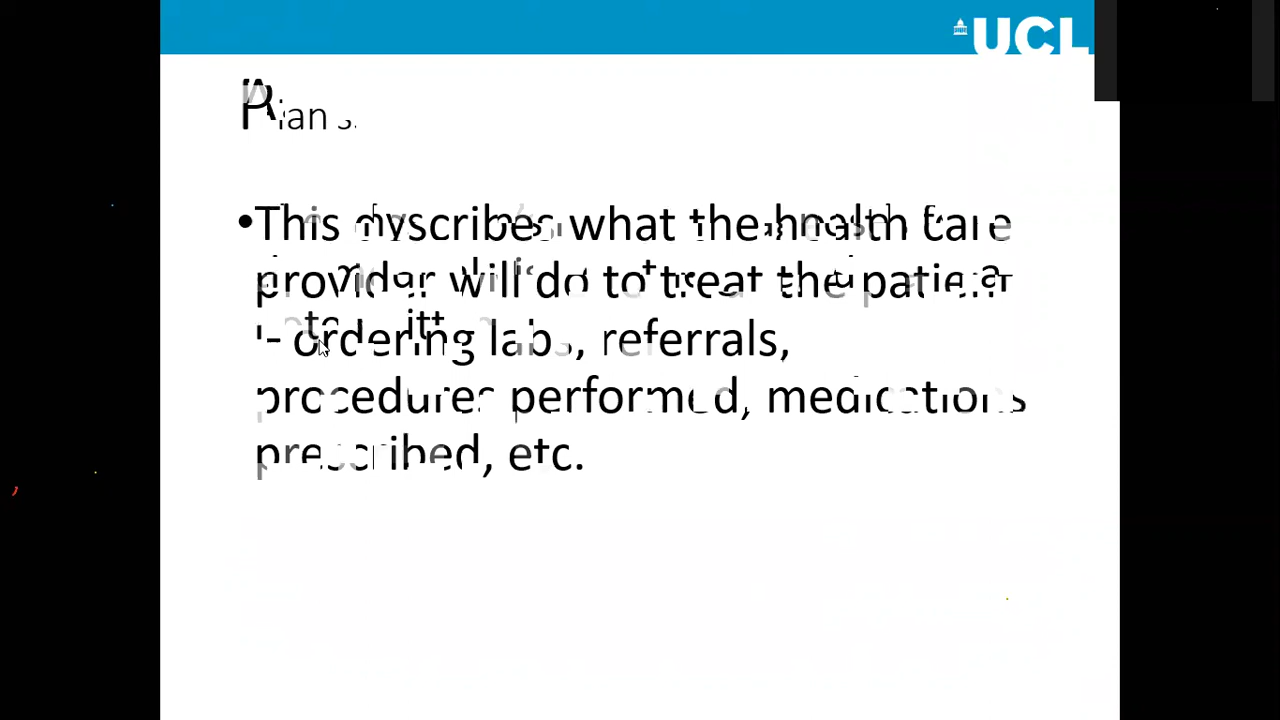 UCL
Plan
•This describes what the health care
provider will do to treat the patient
- ordering labs, referrals,
procedures performed, medications
prescribed, etc.